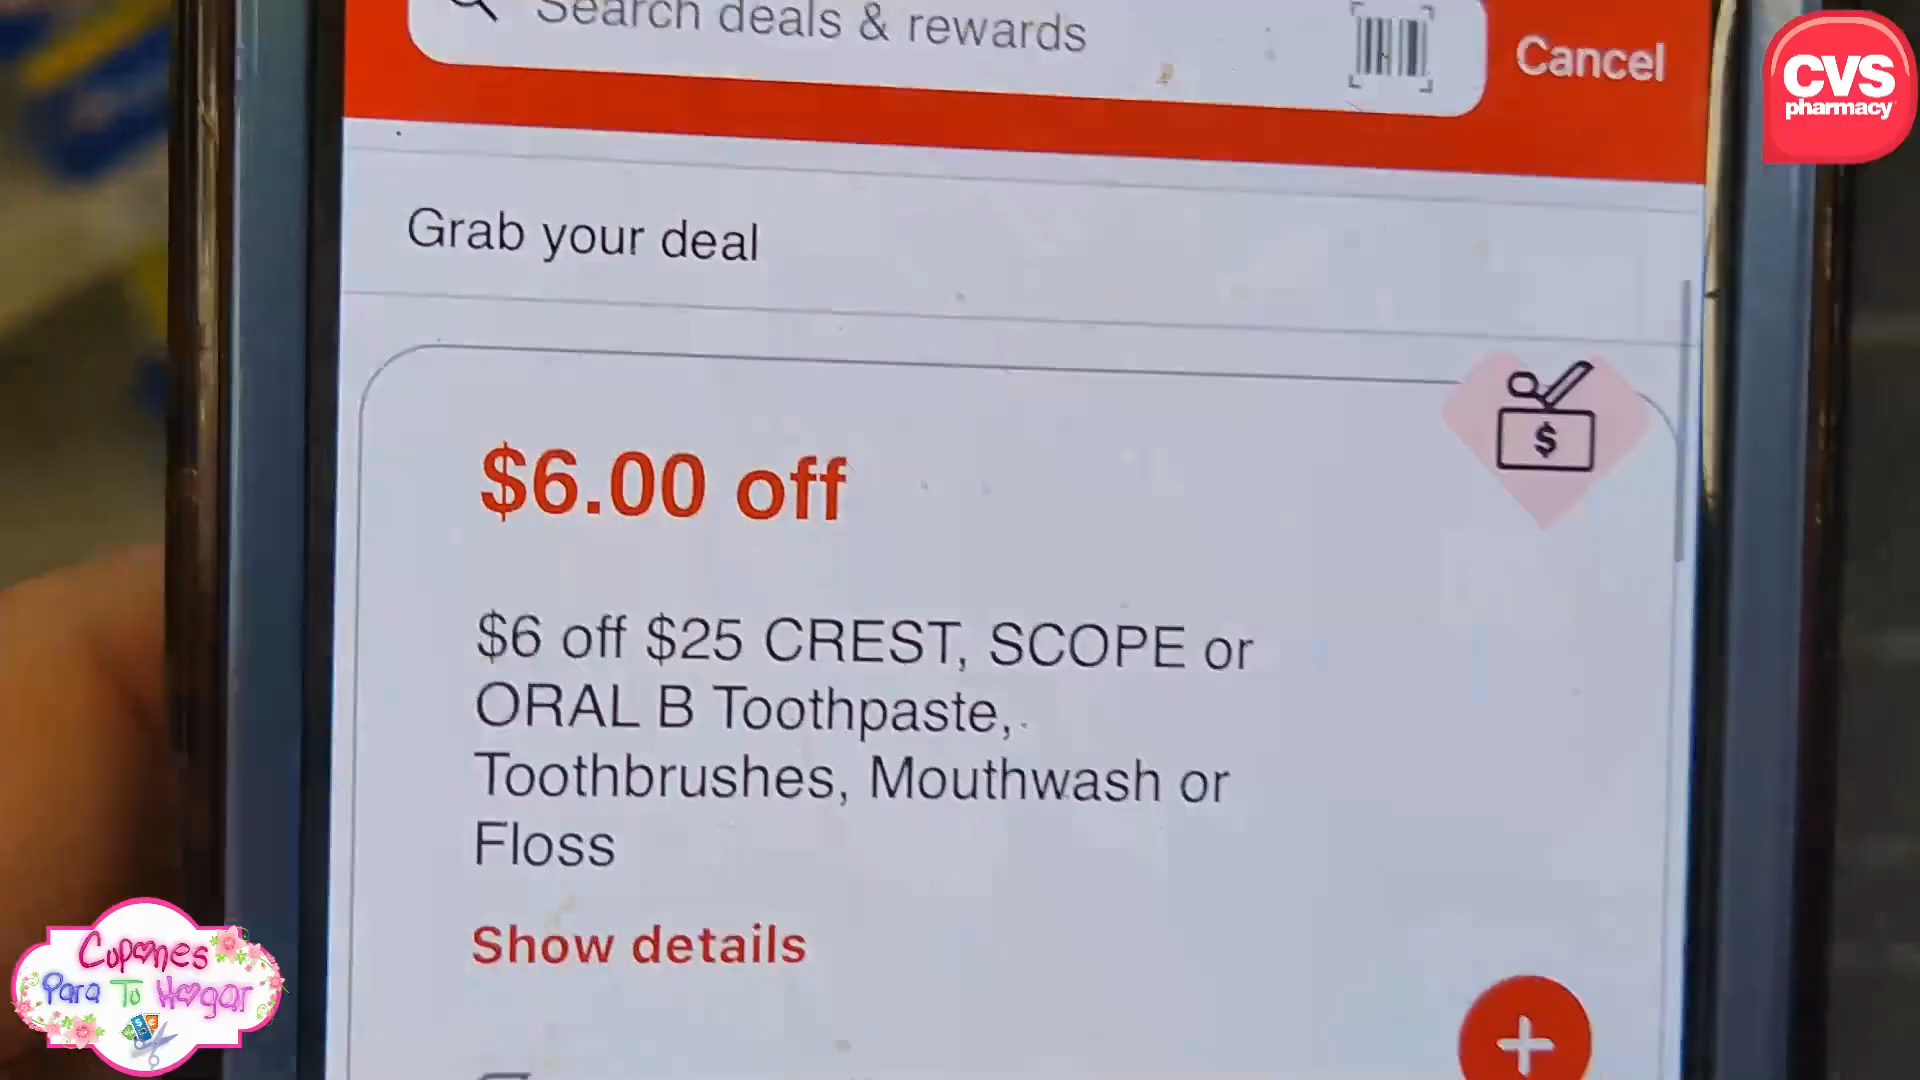 Search deals & rewards
Cancel
CVS
pharmacy
Grab your deal
$
$6.00 off
$6 off $25 CREST, SCOPE or
ORAL B Toothpaste,
Toothbrushes, Mouthwash or
Floss
Show details
+
Cupones
Para Tu Hogar